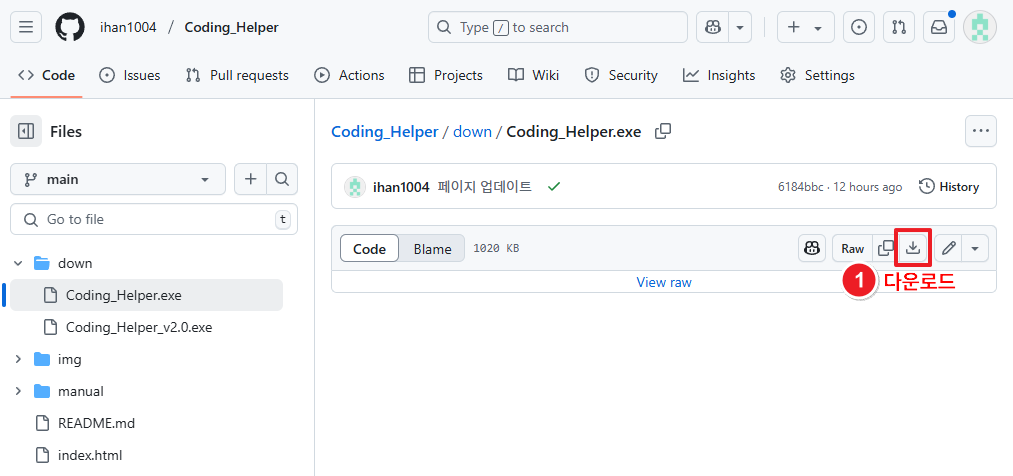 ihan1004 / Coding_Helper
Type / to search
Code Issues Pull requests Actions Projects Wiki Security Insights Settings
Files
main
Go to file t
down
Coding_Helper.exe
Coding_Helper_v2.0.exe
img
manual
README.md
index.html
Coding_Helper / down / Coding_Helper.exe
ihan1004 페이지 업데이트
6184bbc · 12 hours ago History
Code Blame 1020 KB Raw
View raw
1 다운로드